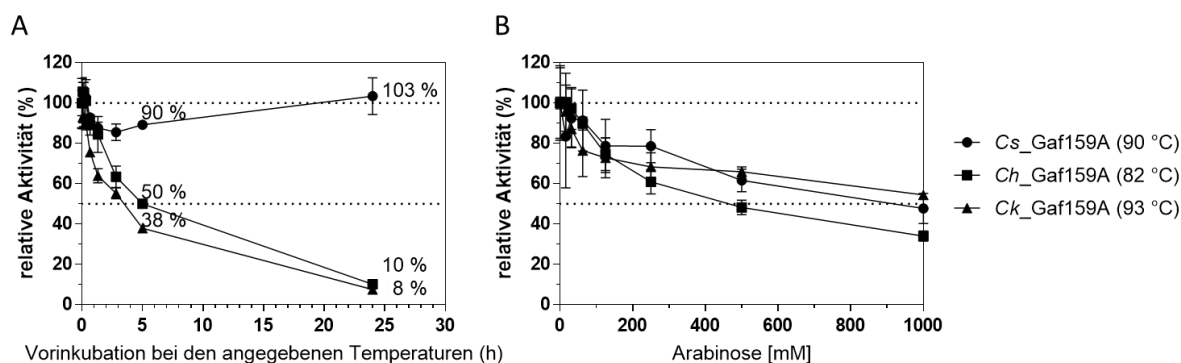 A
relative Aktivität (%)
120
100
80
60
40
20
0
103 %
90 %
50 %
38 %
10 %
8 %
0 5 10 15 20 25 30
Vorinkubation bei den angegebenen Temperaturen (h)
B
relative Aktivität (%)
120
100
80
60
40
20
0
0 200 400 600 800 1000
Arabinose [mM]
Cs_Gaf159A (90 °C)
Ch_Gaf159A (82 °C)
Ck_Gaf159A (93 °C)